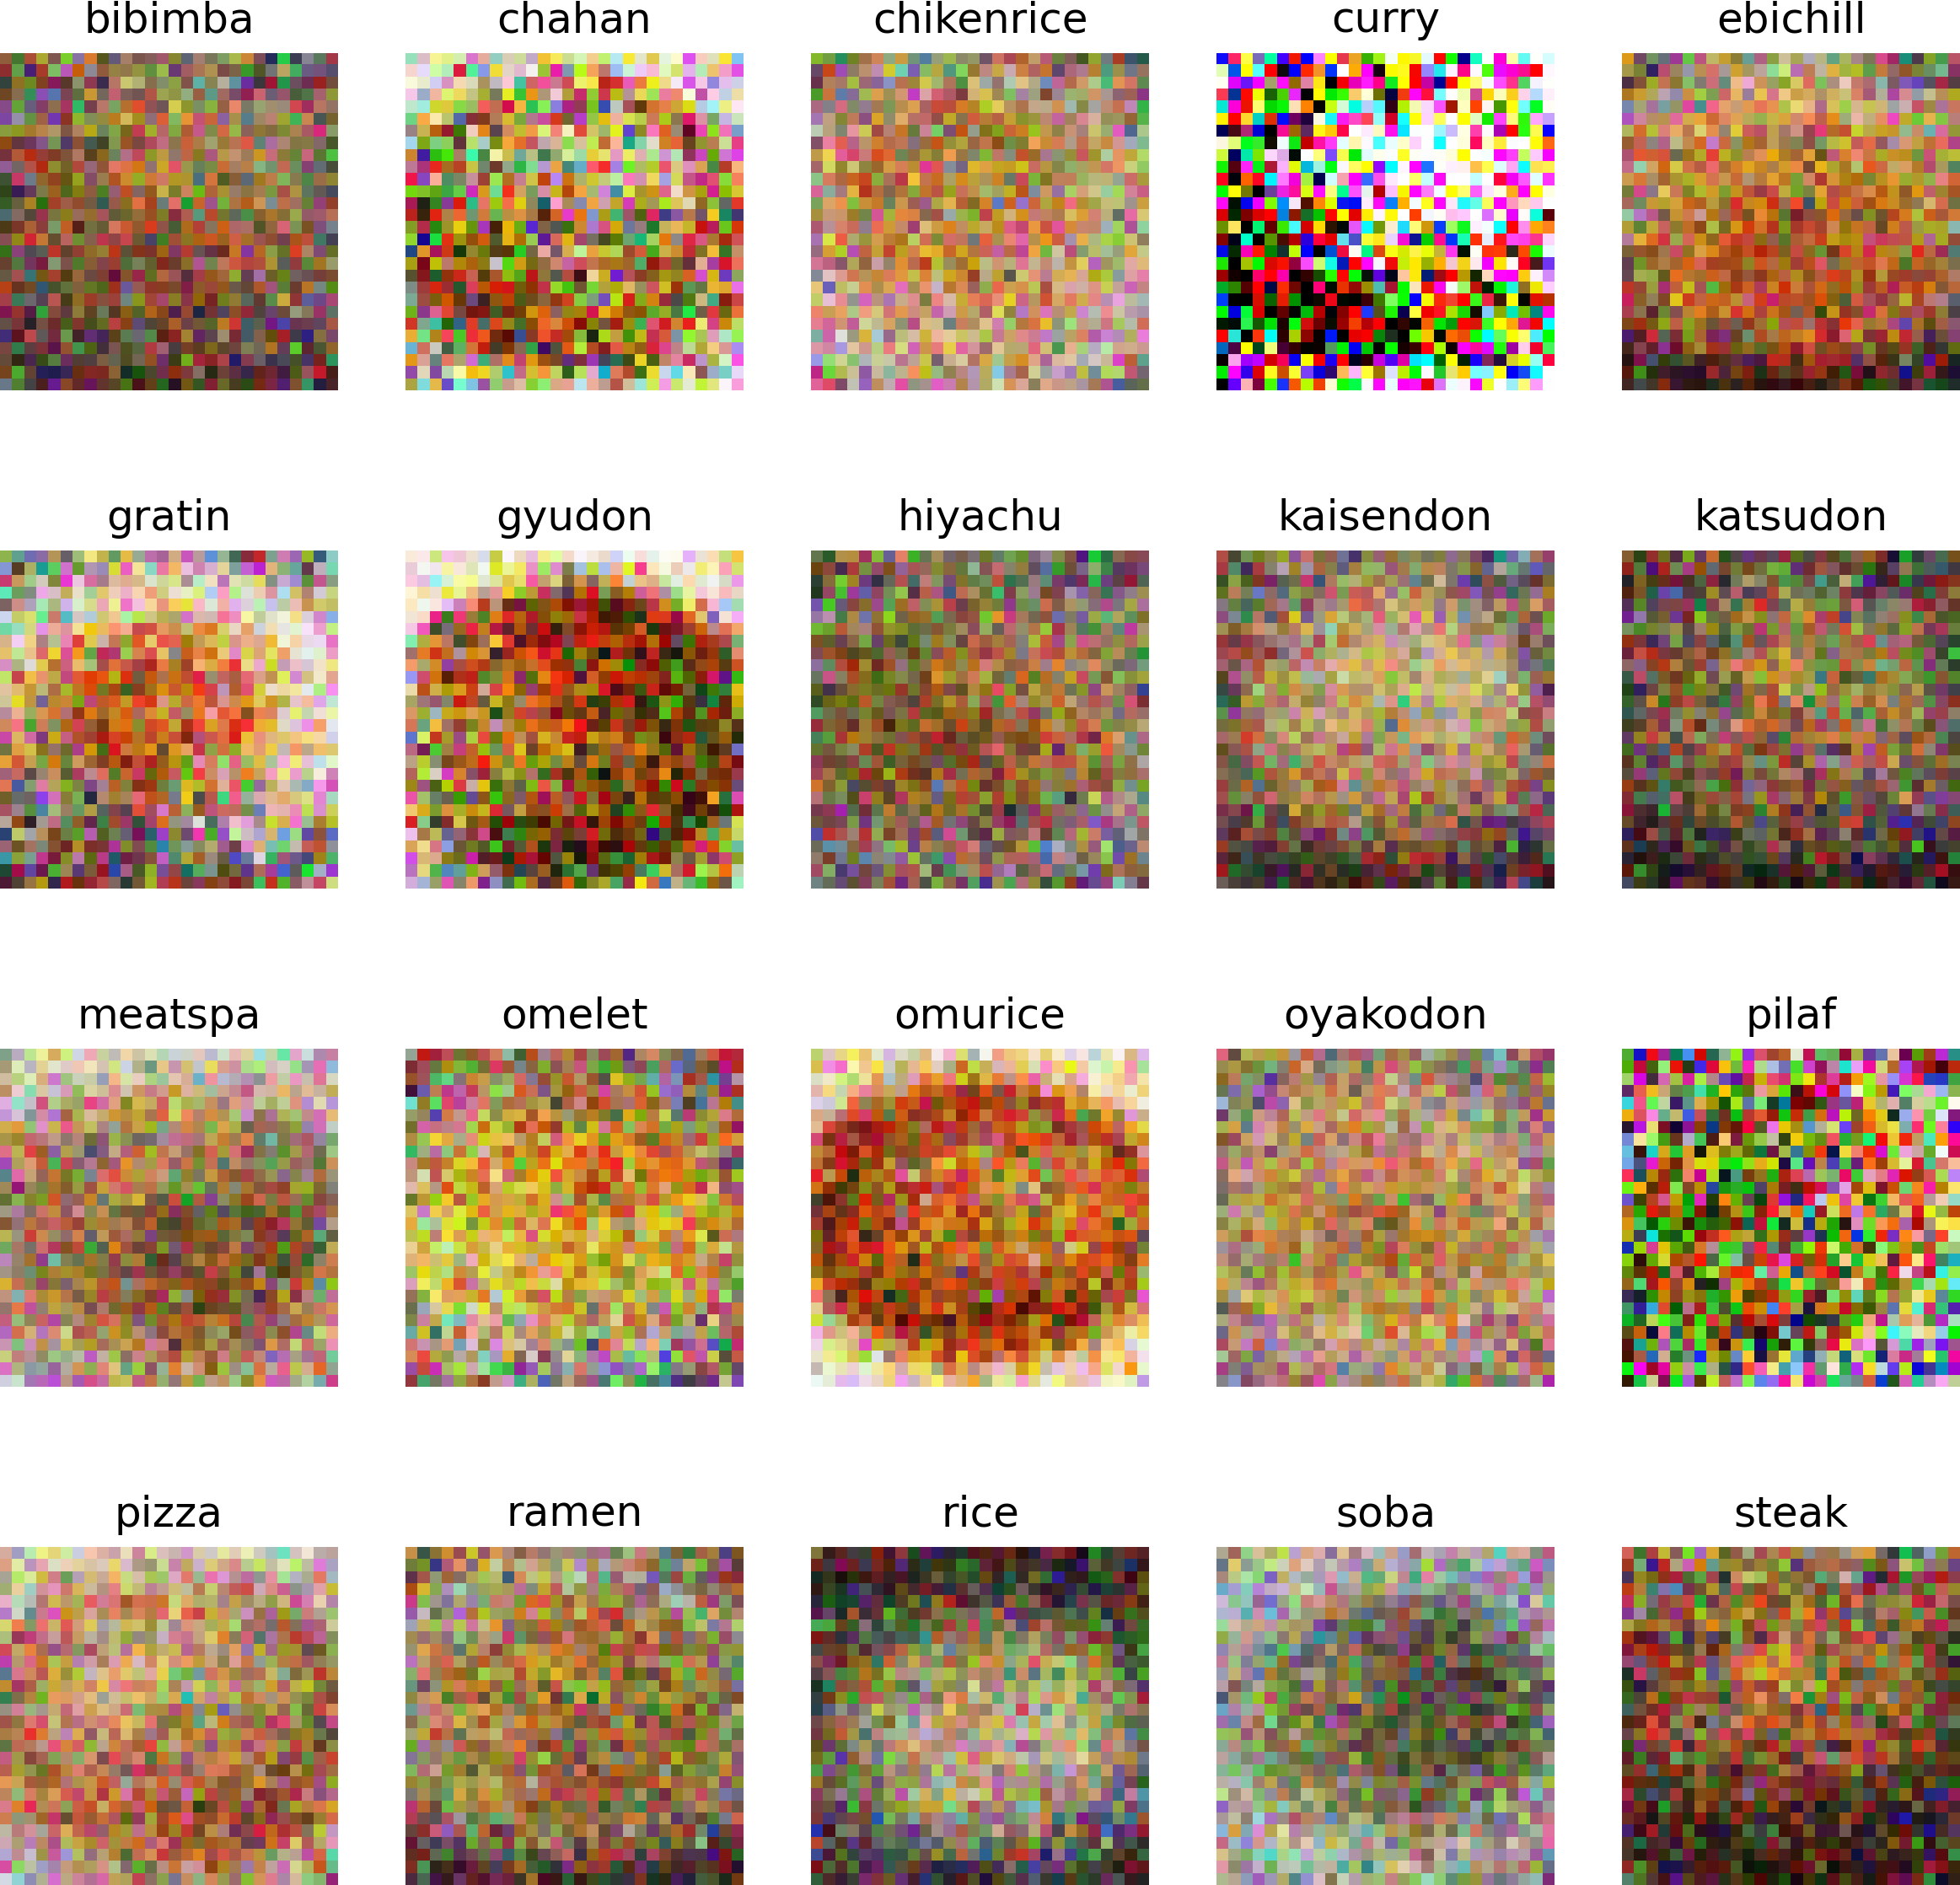 bibimba chahan chikenrice curry ebichill
gratin gyudon hiyachu kaisendon katsudon
meatspa omelet omurice oyakodon pilaf
pizza ramen rice soba steak